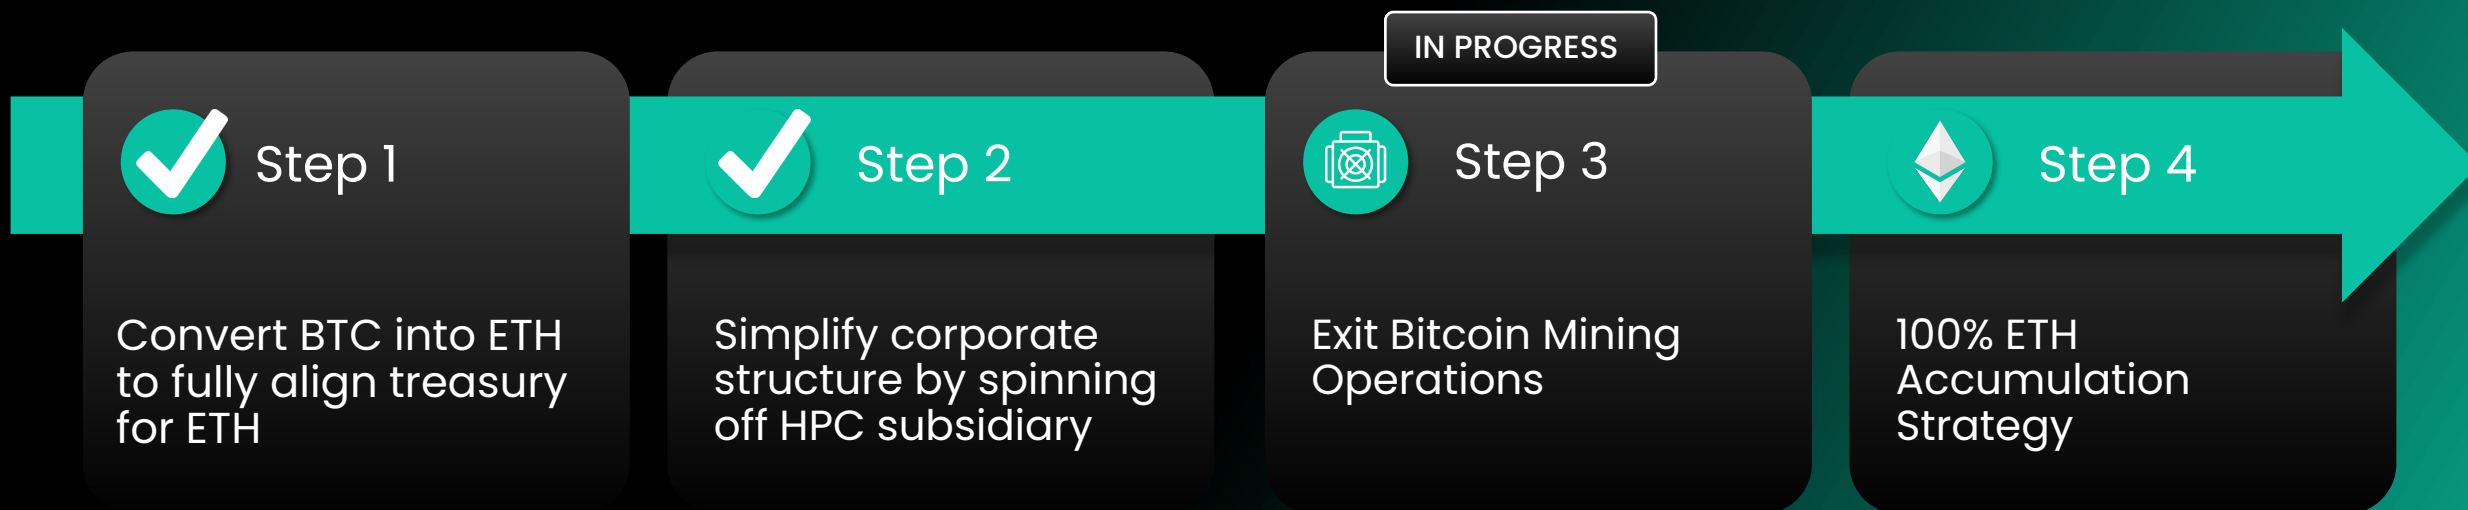 Step 1
Convert BTC into ETH
to fully align treasury
for ETH
Step 2
Simplify corporate
structure by spinning
off HPC subsidiary
IN PROGRESS
Step 3
Exit Bitcoin Mining
Operations
Step 4
100% ETH
Accumulation
Strategy